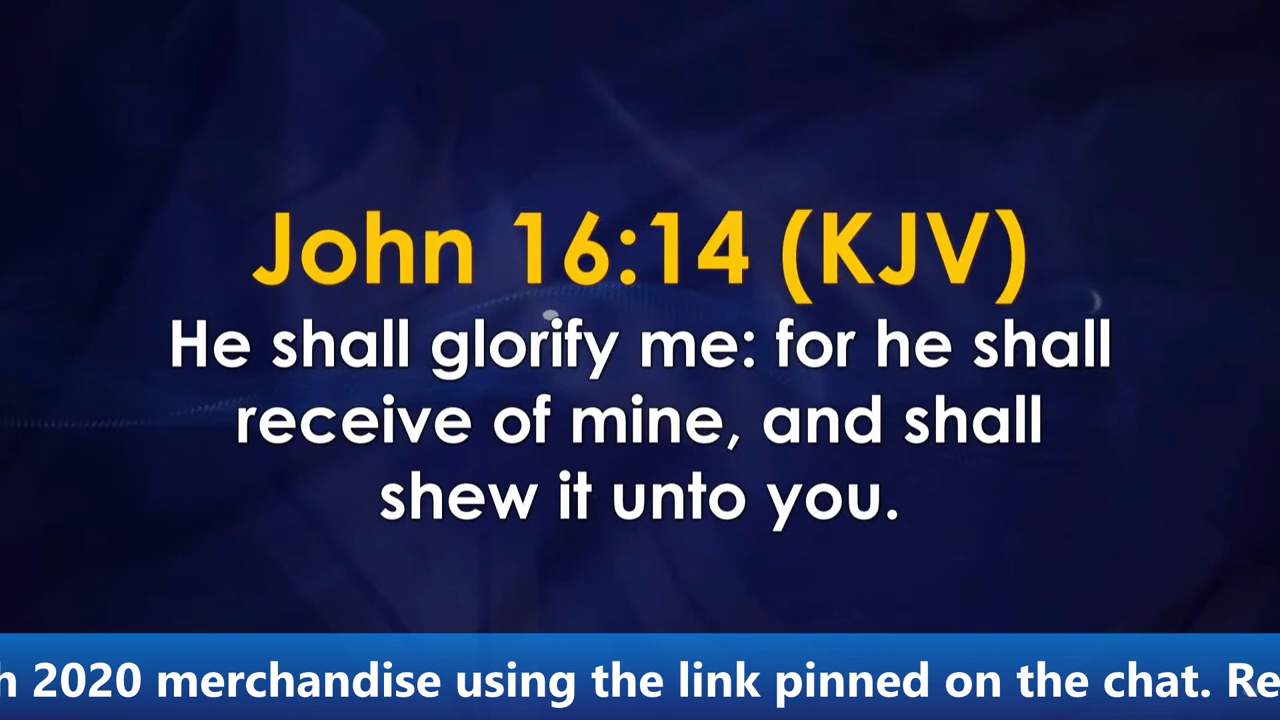 John 16:14 (KJV)
He shall glorify me: for he shall
receive of mine, and shall
shew it unto you.
2020 merchandise using the link pinned on the chat.